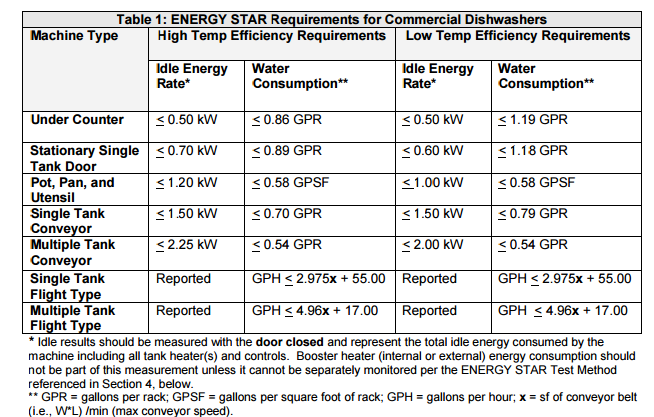 Table 1: ENERGY STAR Requirements for Commercial Dishwashers
Machine Type High Temp Efficiency Requirements Low Temp Efficiency Requirements
Idle Energy Rate* Water Consumption** Idle Energy Rate* Water Consumption**
Under Counter ≤ 0.50 kW ≤ 0.86 GPR ≤ 0.50 kW ≤ 1.19 GPR
Stationary Single Tank Door ≤ 0.70 kW ≤ 0.89 GPR ≤ 0.60 kW ≤ 1.18 GPR
Pot, Pan, and Utensil ≤ 1.20 kW ≤ 0.58 GPSF ≤ 1.00 kW ≤ 0.58 GPSF
Single Tank Conveyor ≤ 1.50 kW ≤ 0.70 GPR ≤ 1.50 kW ≤ 0.79 GPR
Multiple Tank Conveyor ≤ 2.25 kW ≤ 0.54 GPR ≤ 2.00 kW ≤ 0.54 GPR
Single Tank Flight Type Reported GPH ≤ 2.975x + 55.00 Reported GPH ≤ 2.975x + 55.00
Multiple Tank Flight Type Reported GPH ≤ 4.96x + 17.00 Reported GPH ≤ 4.96x + 17.00
* Idle results should be measured with the door closed and represent the total idle energy consumed by the
machine including all tank heater(s) and controls. Booster heater (internal or external) energy consumption should
not be part of this measurement unless it cannot be separately monitored per the ENERGY STAR Test Method
referenced in Section 4, below.
** GPR = gallons per rack; GPSF = gallons per square foot of rack; GPH = gallons per hour; x = sf of conveyor belt
(i.e., W*L) /min (max conveyor speed).